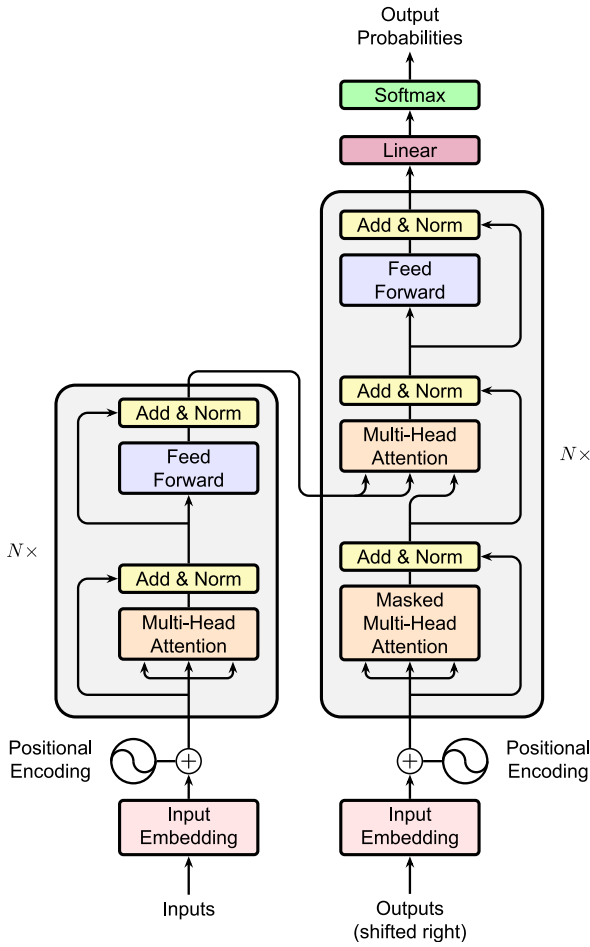 Output
Probabilities
Softmax
Linear
Add & Norm
Feed
Forward
Add & Norm
Multi-Head
Attention
N×
Add & Norm
Masked
Multi-Head
Attention
Add & Norm
Feed
Forward
N×
Add & Norm
Multi-Head
Attention
Positional
Encoding
Positional
Encoding
Input
Embedding
Input
Embedding
Inputs
Outputs
(shifted right)